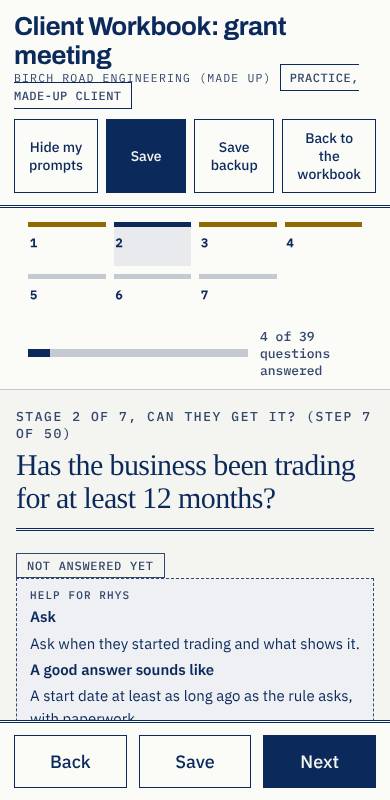 Client Workbook: grant
meeting
BIRCH ROAD ENGINEERING (MADE UP) PRACTICE,
MADE-UP CLIENT
Hide my
prompts
Save
Save
backup
Back to
the
workbook
1
2
3
4
5
6
7
4 of 39
questions
answered
STAGE 2 OF 7, CAN THEY GET IT? (STEP 7
OF 50)
Has the business been trading
for at least 12 months?
NOT ANSWERED YET
HELP FOR RHYS
Ask
Ask when they started trading and what shows it.
A good answer sounds like
A start date at least as long ago as the rule asks,
with paperwork
Back
Save
Next